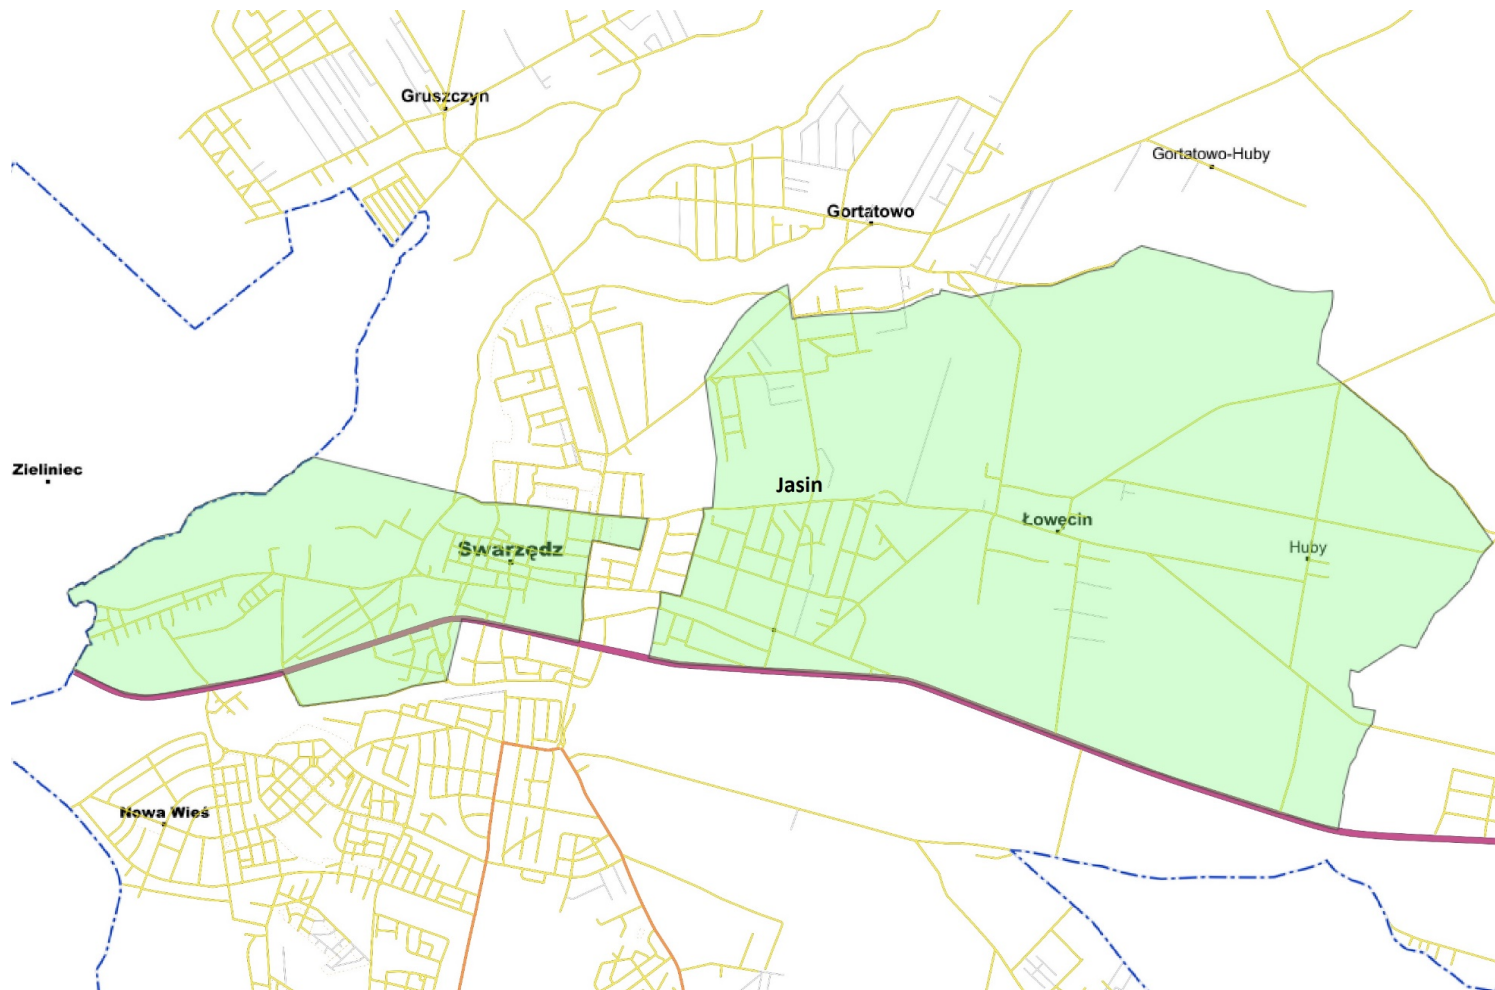 Gruszczyn
Gortatowo-Huby
Gortatowo
Zieliniec
Jasin
Łowęcin
Swarzędz
Huby
Nowa Wieś